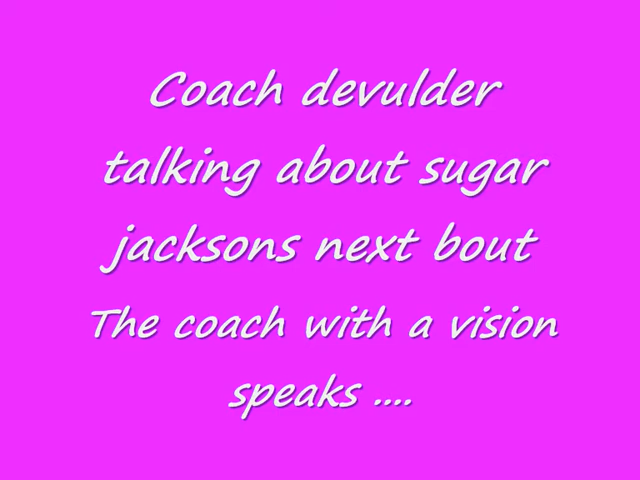 Coach devulder
talking about sugar
jacksons next bout
The coach with a vision
speaks ....